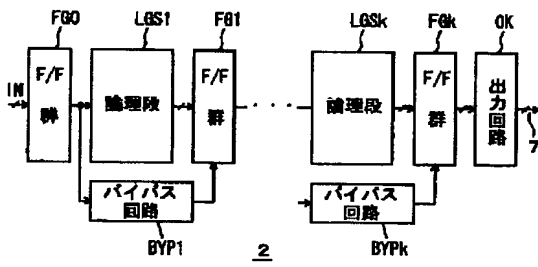 FG0
LGS1
FG1
LGSk
FGk
OK
IN
F/F
群
論理段
F/F
群
論理段
F/F
群
出力回路
7
バイパス
回路
バイパス
回路
BYP1
BYPk
2